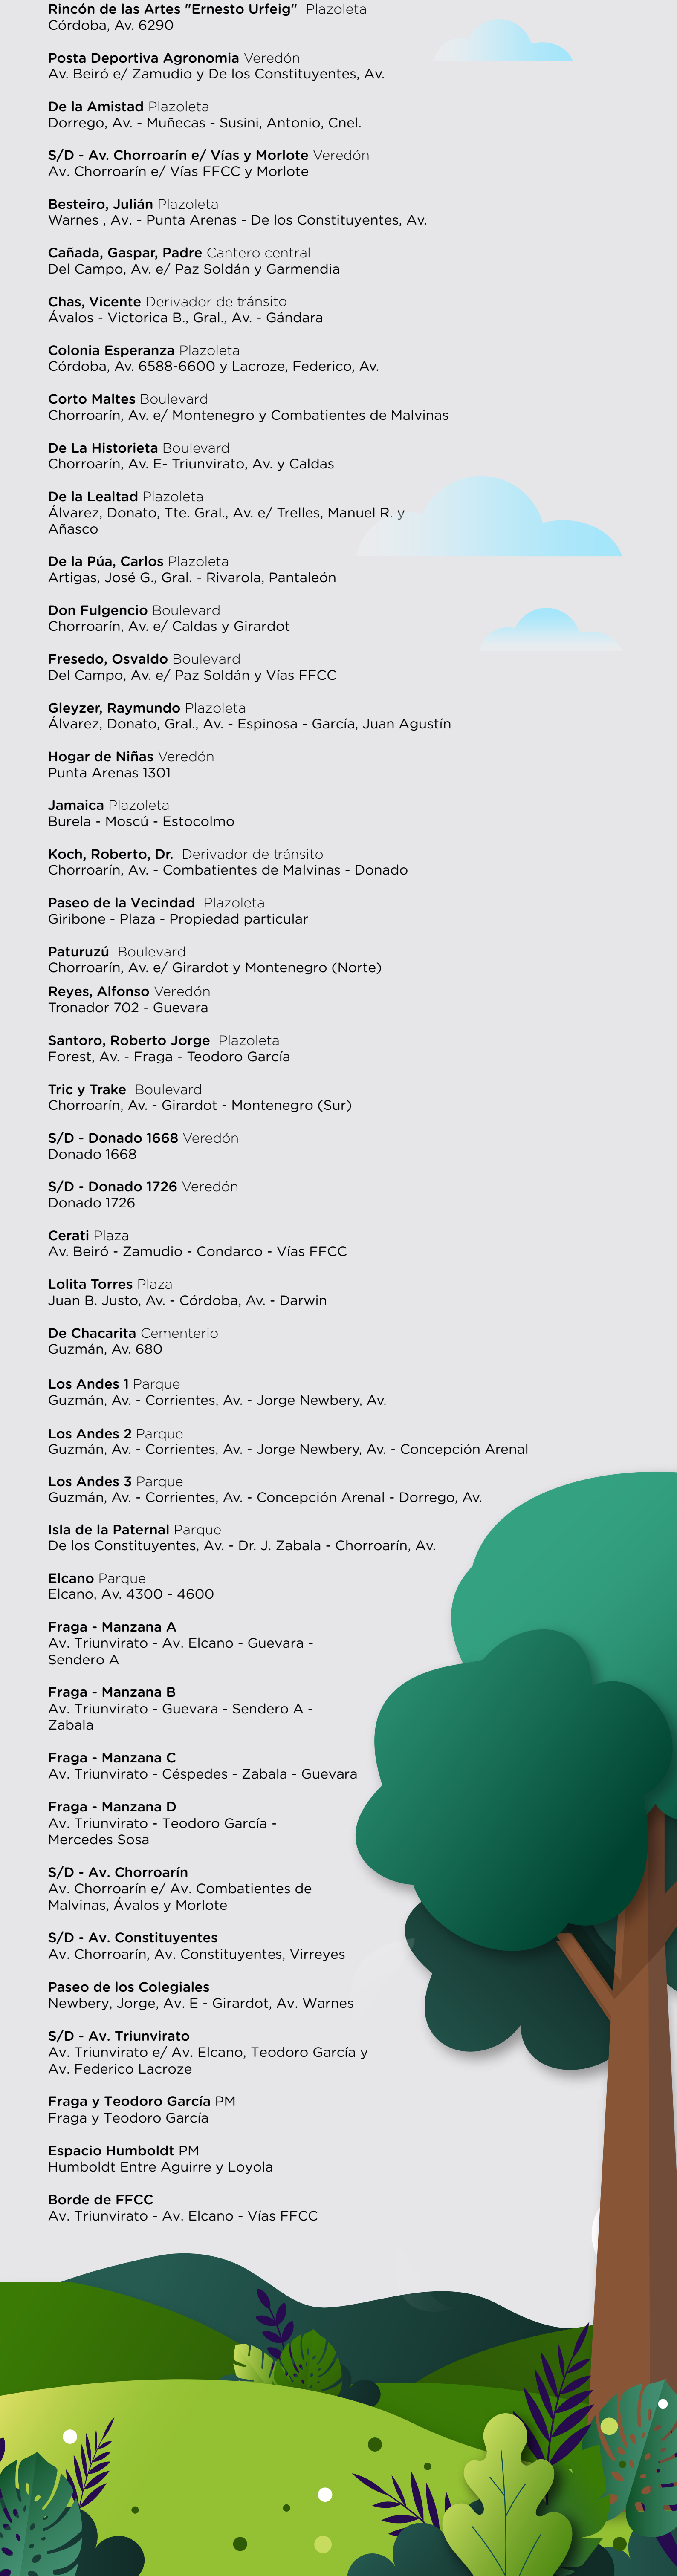 Rincón de las Artes "Ernesto Urfeig" Plazoleta
Córdoba, Av. 6290
Posta Deportiva Agronomia Veredón
Av. Beiró e/ Zamudio y De los Constituyentes, Av.
De la Amistad Plazoleta
Dorrego, Av. - Muñecas - Susini, Antonio, Cnel.
S/D - Av. Chorroarín e/ Vías y Morlote Veredón
Av. Chorroarín e/ Vías FFCC y Morlote
Besteiro, Julián Plazoleta
Warnes , Av. - Punta Arenas - De los Constituyentes, Av.
Cañada, Gaspar, Padre Cantero central
Del Campo, Av. e/ Paz Soldán y Garmendia
Chas, Vicente Derivador de tránsito
Ávalos - Victorica B., Gral., Av. - Gándara
Colonia Esperanza Plazoleta
Córdoba, Av. 6588-6600 y Lacroze, Federico, Av.
Corto Maltes Boulevard
Chorroarín, Av. e/ Montenegro y Combatientes de Malvinas
De La Historieta Boulevard
Chorroarín, Av. E- Triunvirato, Av. y Caldas
De la Lealtad Plazoleta
Álvarez, Donato, Tte. Gral., Av. e/ Trelles, Manuel R. y
Añasco
De la Púa, Carlos Plazoleta
Artigas, José G., Gral. - Rivarola, Pantaleón
Don Fulgencio Boulevard
Chorroarín, Av. e/ Caldas y Girardot
Fresedo, Osvaldo Boulevard
Del Campo, Av. e/ Paz Soldán y Vías FFCC
Gleyzer, Raymundo Plazoleta
Álvarez, Donato, Gral., Av. - Espinosa - García, Juan Agustín
Hogar de Niñas Veredón
Punta Arenas 1301
Jamaica Plazoleta
Burela - Moscú - Estocolmo
Koch, Roberto, Dr. Derivador de tránsito
Chorroarín, Av. - Combatientes de Malvinas - Donado
Paseo de la Vecindad Plazoleta
Giribone - Plaza - Propiedad particular
Paturuzú Boulevard
Chorroarín, Av. e/ Girardot y Montenegro (Norte)
Reyes, Alfonso Veredón
Tronador 702 - Guevara
Santoro, Roberto Jorge Plazoleta
Forest, Av. - Fraga - Teodoro García
Tric y Trake Boulevard
Chorroarín, Av. - Girardot - Montenegro (Sur)
S/D - Donado 1668 Veredón
Donado 1668
S/D - Donado 1726 Veredón
Donado 1726
Cerati Plaza
Av. Beiró - Zamudio - Condarco - Vías FFCC
Lolita Torres Plaza
Juan B. Justo, Av. - Córdoba, Av. - Darwin
De Chacarita Cementerio
Guzmán, Av. 680
Los Andes 1 Parque
Guzmán, Av. - Corrientes, Av. - Jorge Newbery, Av.
Los Andes 2 Parque
Guzmán, Av. - Corrientes, Av. - Jorge Newbery, Av. - Concepción Arenal
Los Andes 3 Parque
Guzmán, Av. - Corrientes, Av. - Concepción Arenal - Dorrego, Av.
Isla de la Paternal Parque
De los Constituyentes, Av. - Dr. J. Zabala - Chorroarín, Av.
Elcano Parque
Elcano, Av. 4300 - 4600
Fraga - Manzana A
Av. Triunvirato - Av. Elcano - Guevara -
Sendero A
Fraga - Manzana B
Av. Triunvirato - Guevara - Sendero A -
Zabala
Fraga - Manzana C
Av. Triunvirato - Céspedes - Zabala - Guevara
Fraga - Manzana D
Av. Triunvirato - Teodoro García -
Mercedes Sosa
S/D - Av. Chorroarín
Av. Chorroarín e/ Av. Combatientes de
Malvinas, Ávalos y Morlote
S/D - Av. Constituyentes
Av. Chorroarín, Av. Constituyentes, Virreyes
Paseo de los Colegiales
Newbery, Jorge, Av. E - Girardot, Av. Warnes
S/D - Av. Triunvirato
Av. Triunvirato e/ Av. Elcano, Teodoro García y
Av. Federico Lacroze
Fraga y Teodoro García PM
Fraga y Teodoro García
Espacio Humboldt PM
Humboldt Entre Aguirre y Loyola
Borde de FFCC
Av. Triunvirato - Av. Elcano - Vías FFCC